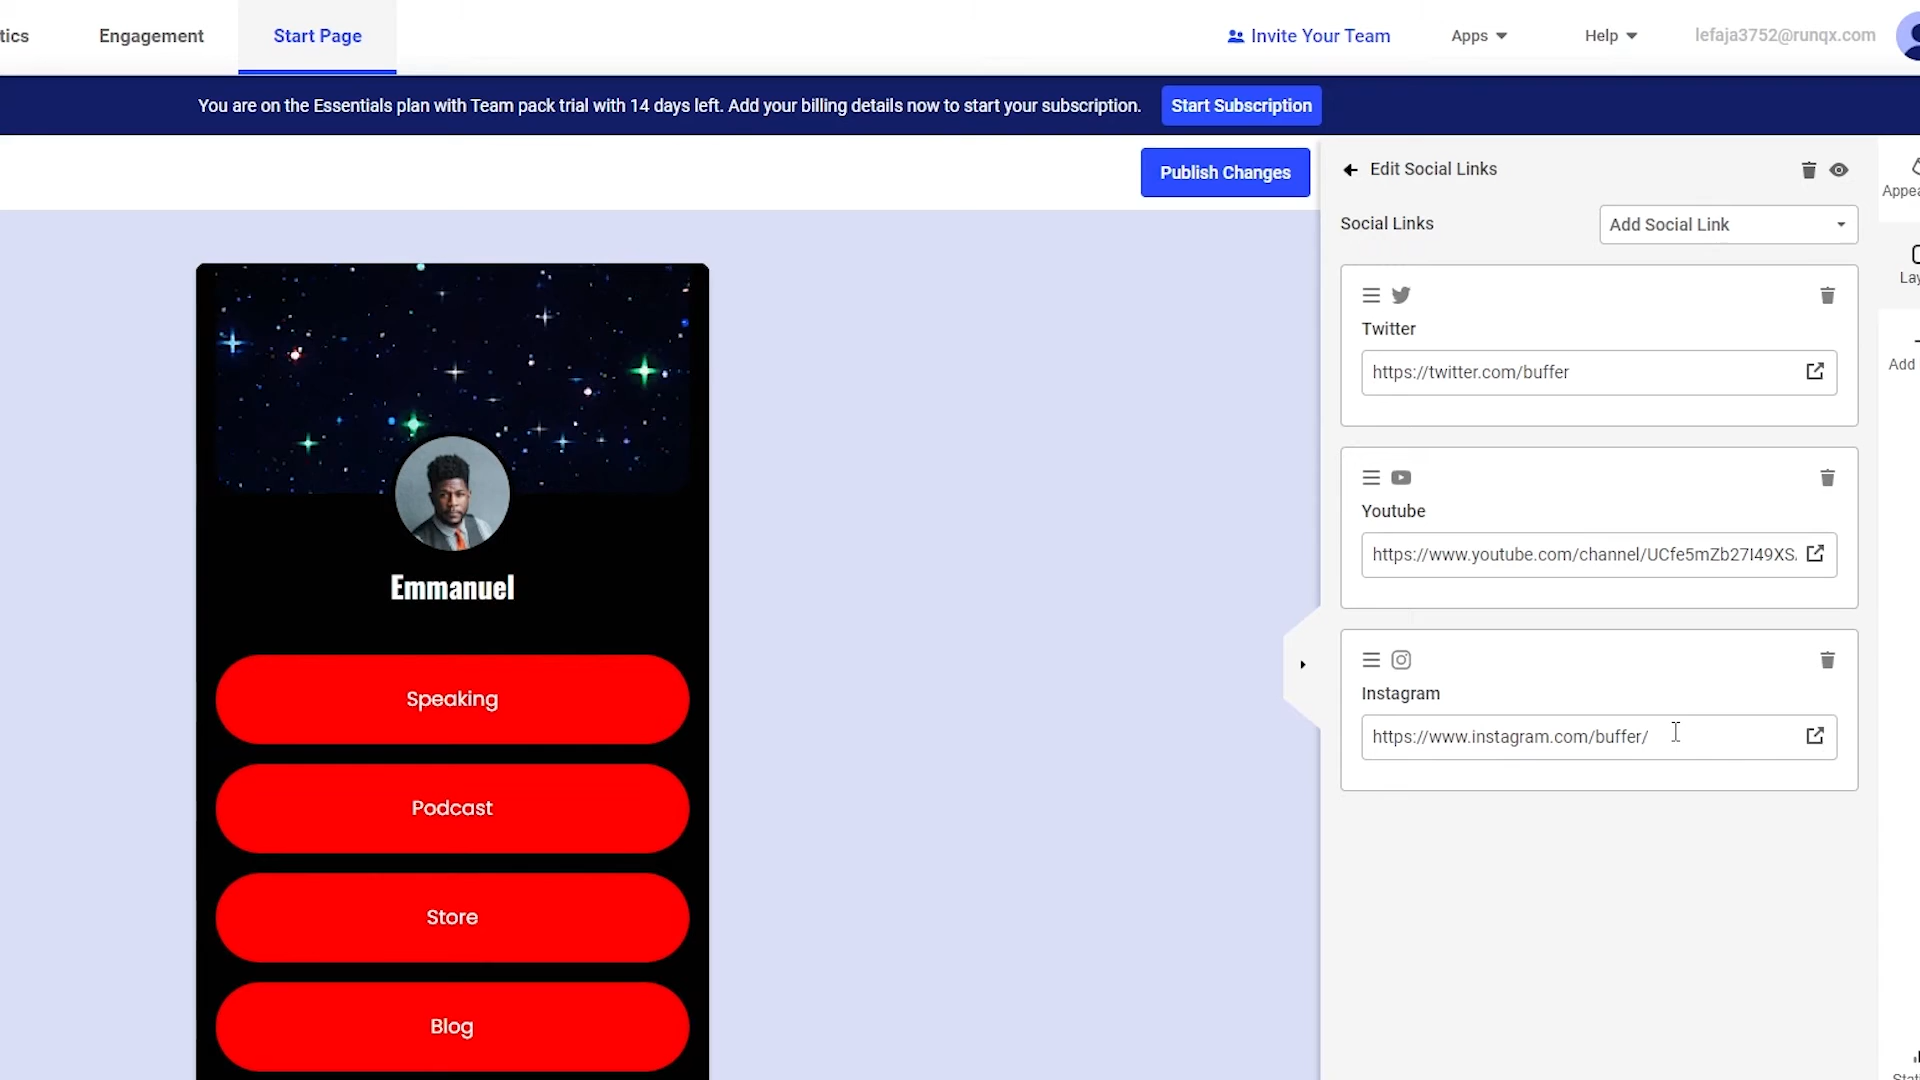 tics
Engagement
Start Page
Invite Your Team
Apps
Help
lefaja3752@runqx.com
You are on the Essentials plan with Team pack trial with 14 days left. Add your billing details now to start your subscription.
Start Subscription
Publish Changes
Edit Social Links
Appea
Social Links
Add Social Link
Lay
Twitter
https://twitter.com/buffer
Add
Youtube
https://www.youtube.com/channel/UCfe5mZb27I49XS.
Instagram
https://www.instagram.com/buffer/
Emmanuel
Speaking
Podcast
Store
Blog